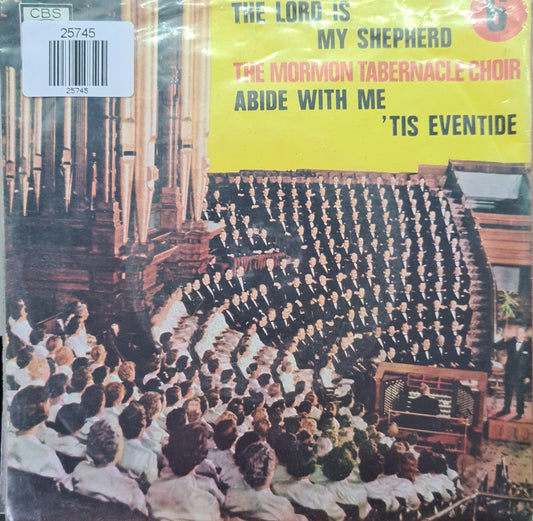 CBS
25745
25745
THE LORD IS
MY SHEPHERD
THE MORMON TABERNACLE CHOIR
ABIDE WITH ME
'TIS EVENTIDE